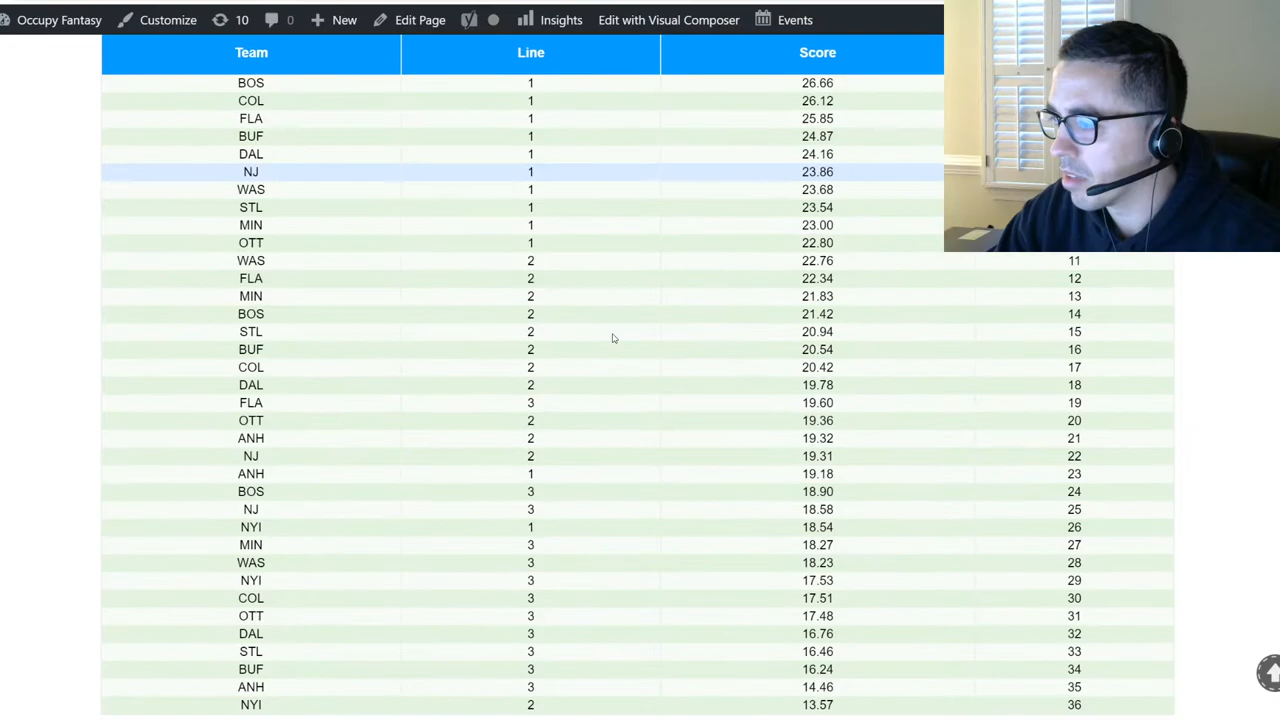 Occupy Fantasy Customize 10 0 New Edit Page Insights Edit with Visual Composer Events
Team Line Score
BOS 1 26.66
COL 1 26.12
FLA 1 25.85
BUF 1 24.87
DAL 1 24.16
NJ 1 23.86
WAS 1 23.68
STL 1 23.54
MIN 1 23.00
OTT 1 22.80
WAS 2 22.76 11
FLA 2 22.34 12
MIN 2 21.83 13
BOS 2 21.42 14
STL 2 20.94 15
BUF 2 20.54 16
COL 2 20.42 17
DAL 2 19.78 18
FLA 3 19.60 19
OTT 2 19.36 20
ANH 2 19.32 21
NJ 2 19.31 22
ANH 1 19.18 23
BOS 3 18.90 24
NJ 3 18.58 25
NYI 1 18.54 26
MIN 3 18.27 27
WAS 3 18.23 28
NYI 3 17.53 29
COL 3 17.51 30
OTT 3 17.48 31
DAL 3 16.76 32
STL 3 16.46 33
BUF 3 16.24 34
ANH 3 14.46 35
NYI 2 13.57 36